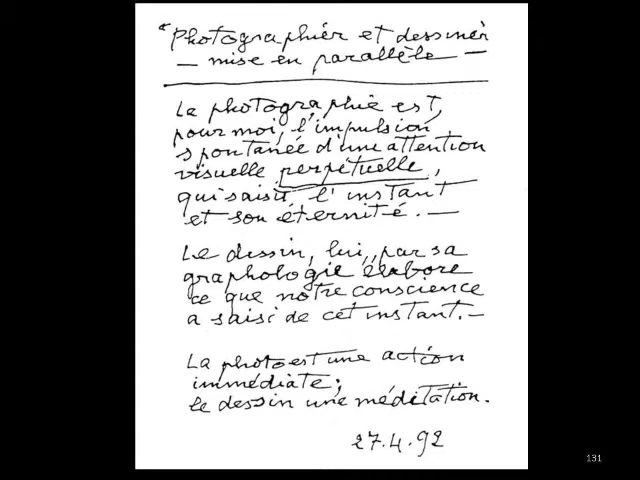 "Photographier et dessiner
— mise en parallèle —
La photographie est,
pour moi, l'impulsion
spontanée d'une attention
visuelle perpétuelle,
qui saisit l'instant
et son éternité. —
Le dessin, lui, par sa
graphologie élabore
ce que notre conscience
a saisi de cet instant. —
La photo est une action
immédiate;
le dessin une méditation.
27.4.92
131